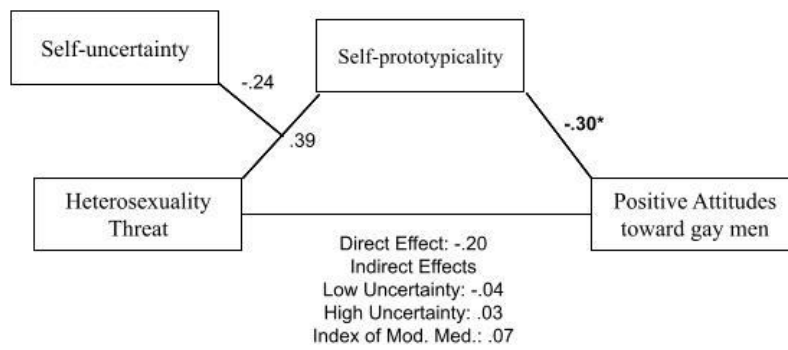 Self-uncertainty
Self-prototypicality
-.24
.39
-.30*
Heterosexuality
Threat
Positive Attitudes
toward gay men
Direct Effect: -.20
Indirect Effects
Low Uncertainty: -.04
High Uncertainty: .03
Index of Mod. Med.: .07